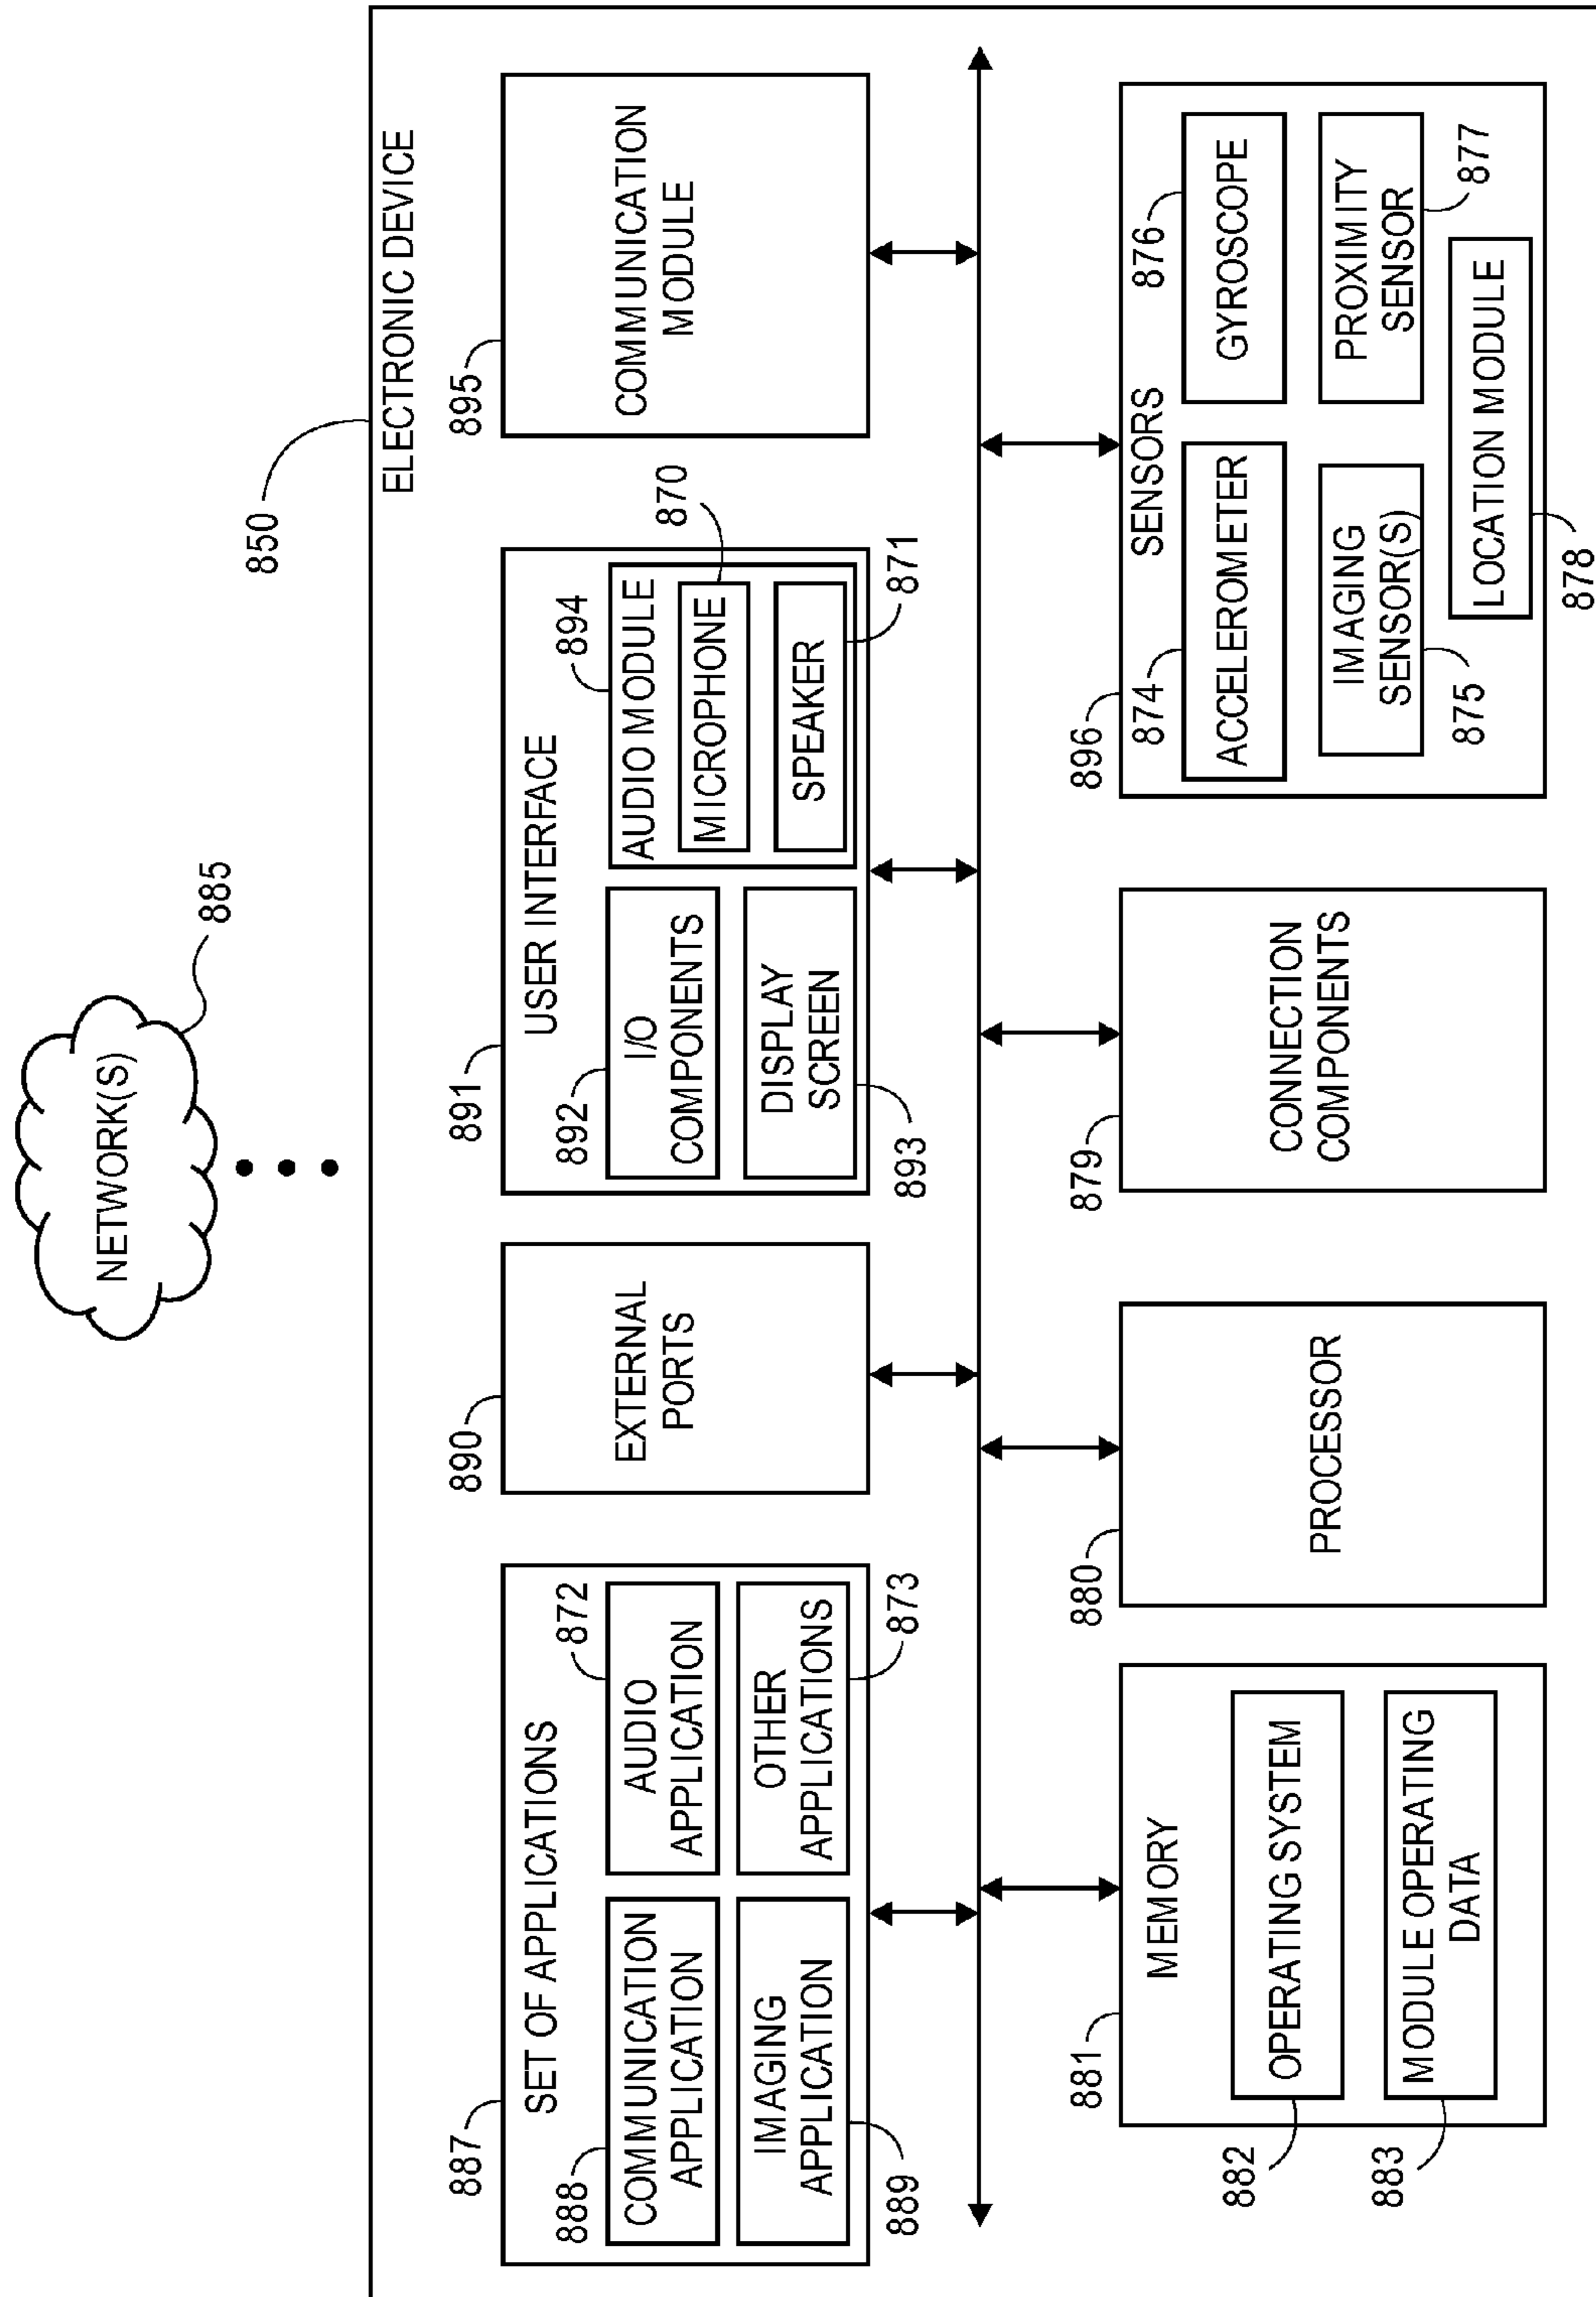 NETWORK(S)
885
850
ELECTRONIC DEVICE
887
SET OF APPLICATIONS
888
COMMUNICATION
APPLICATION
872
AUDIO
APPLICATION
IMAGING
APPLICATION
889
OTHER
APPLICATIONS
873
890
EXTERNAL
PORTS
891
USER INTERFACE
892
I/O
COMPONENTS
DISPLAY
SCREEN
893
894
AUDIO MODULE
MICROPHONE
870
SPEAKER
871
895
COMMUNICATION
MODULE
881
MEMORY
OPERATING SYSTEM
882
MODULE OPERATING
DATA
883
880
PROCESSOR
879
CONNECTION
COMPONENTS
896
SENSORS
874
ACCELEROMETER
876
GYROSCOPE
IMAGING
SENSOR(S)
875
PROXIMITY
SENSOR
877
LOCATION MODULE
878